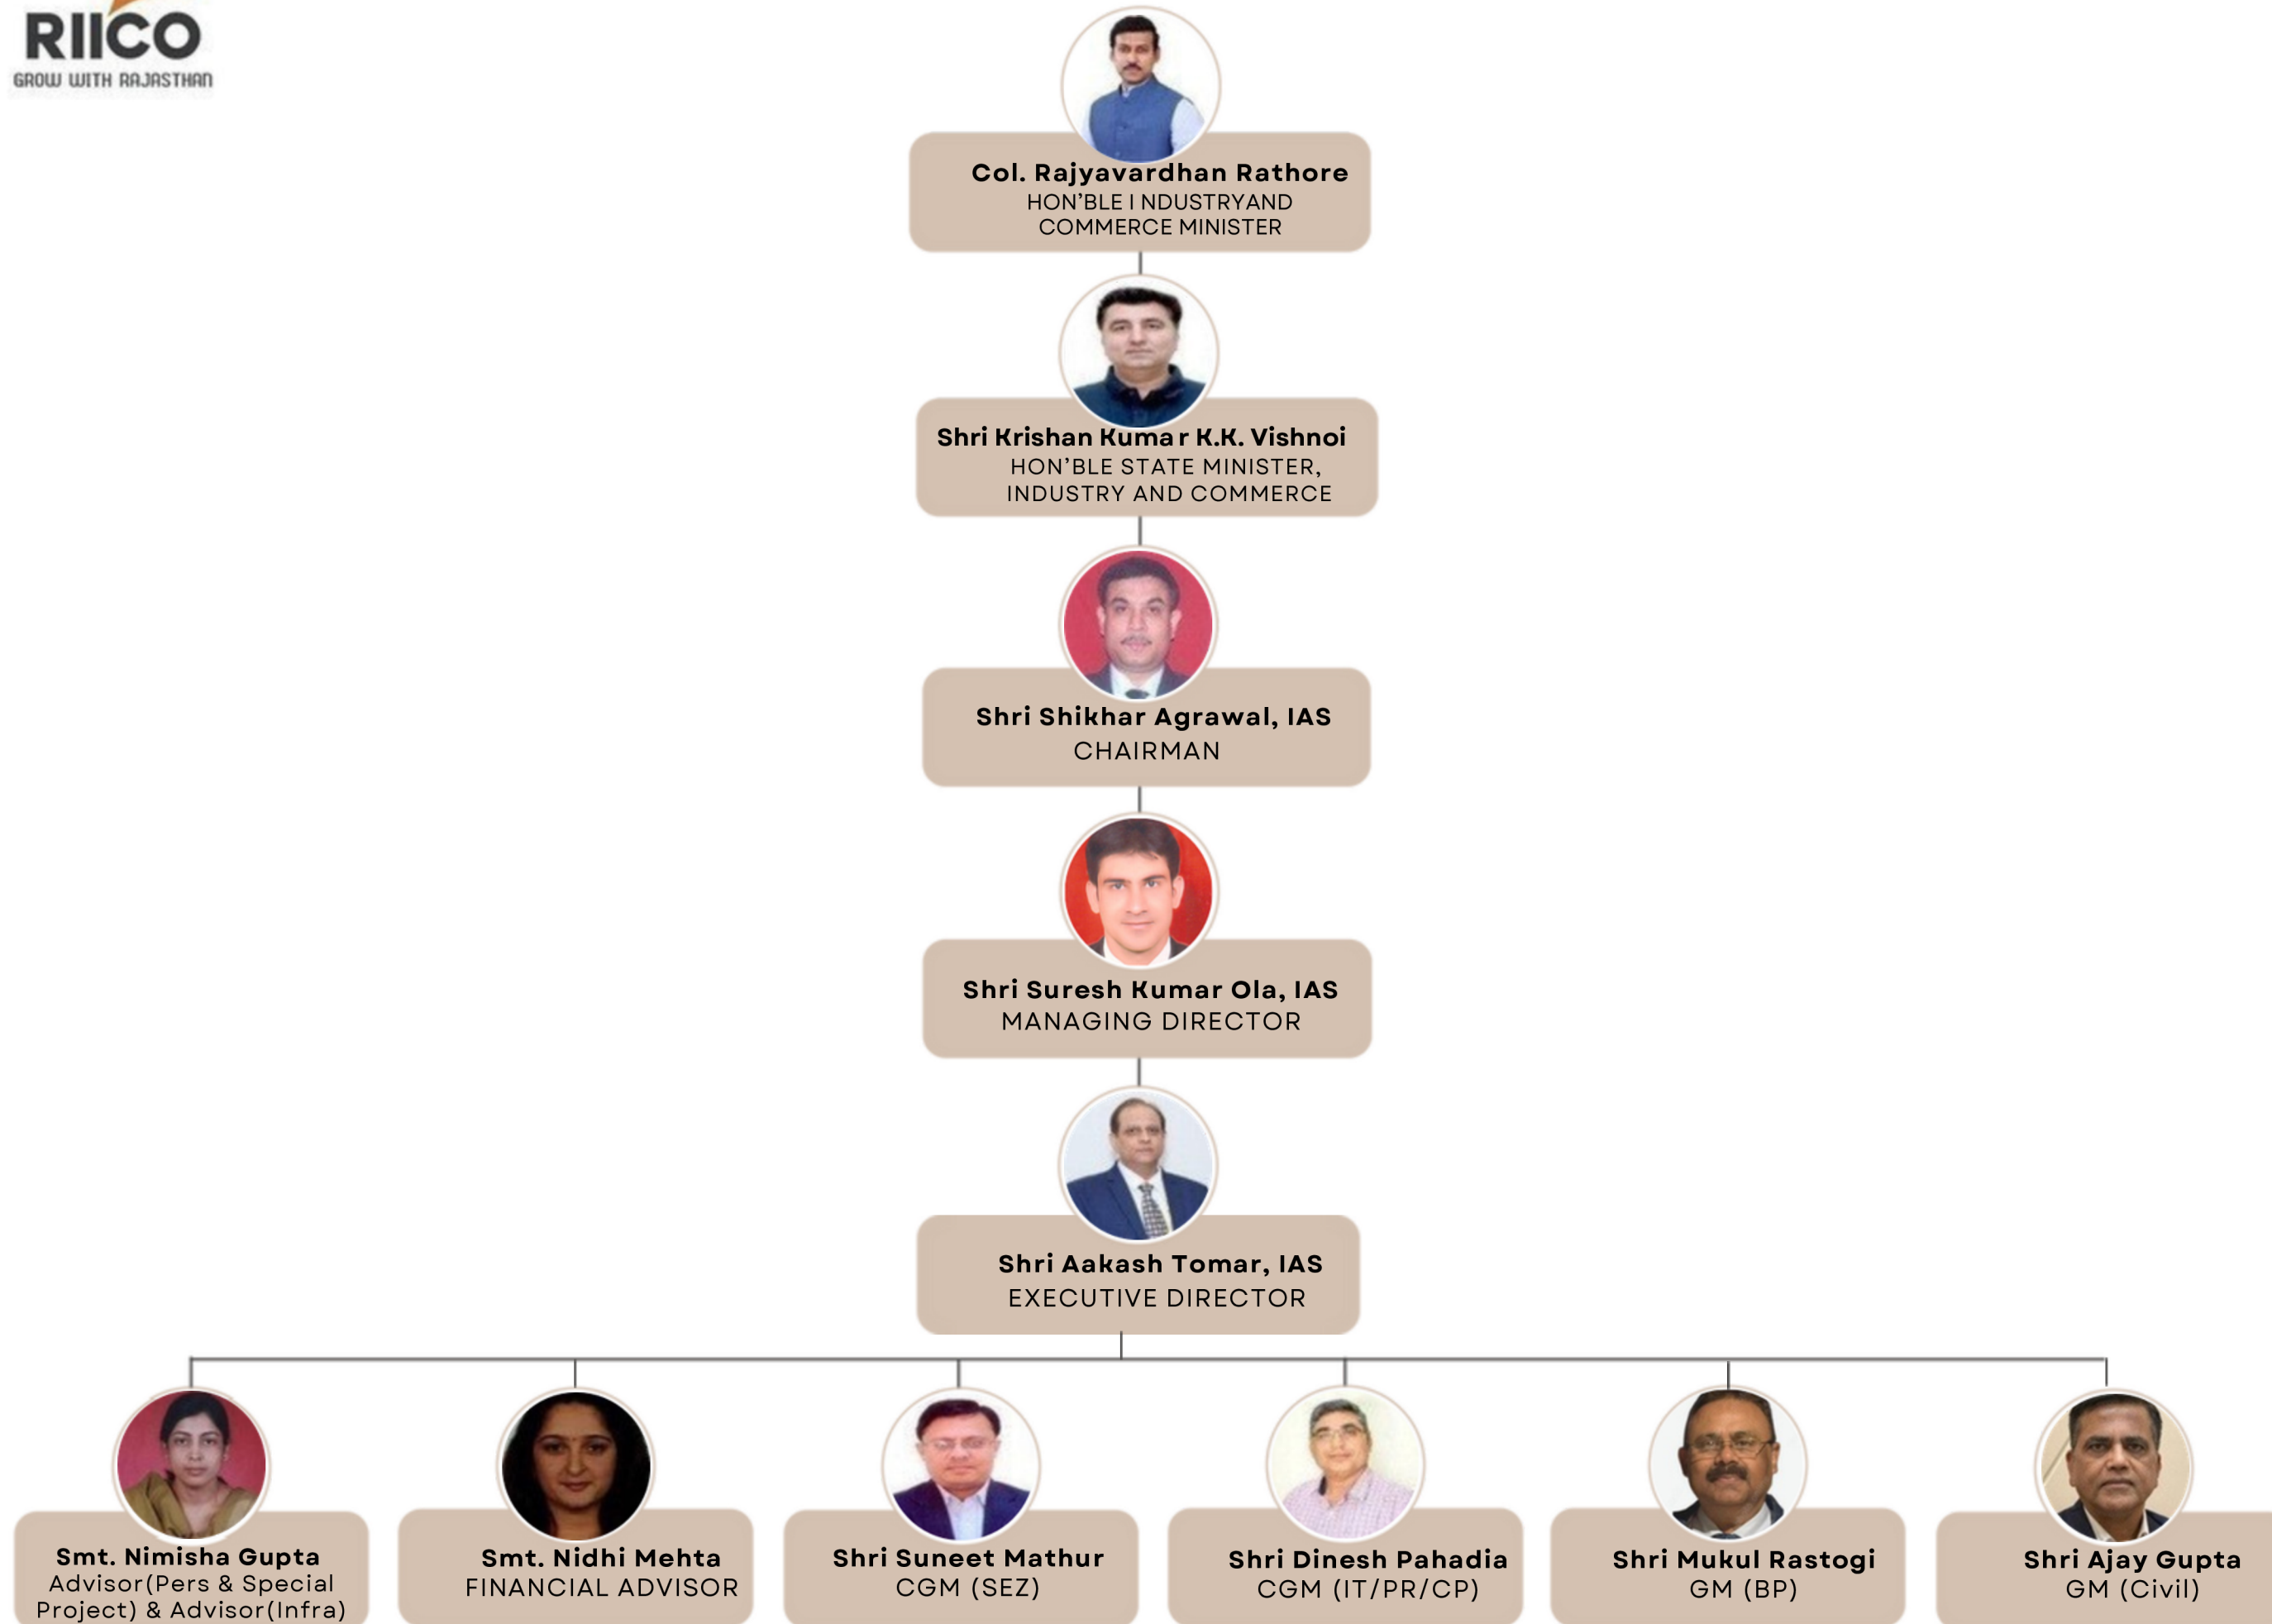 RIICO
GROW WITH RAJASTHAN
Col. Rajyavardhan Rathore
HON’BLE I NDUSTRYAND
COMMERCE MINISTER
Shri Krishan Kumar K.K. Vishnoi
HON’BLE STATE MINISTER,
INDUSTRY AND COMMERCE
Shri Shikhar Agrawal, IAS
CHAIRMAN
Shri Suresh Kumar Ola, IAS
MANAGING DIRECTOR
Shri Aakash Tomar, IAS
EXECUTIVE DIRECTOR
Smt. Nimisha Gupta
Advisor(Pers & Special
Project) & Advisor(Infra)
Smt. Nidhi Mehta
FINANCIAL ADVISOR
Shri Suneet Mathur
CGM (SEZ)
Shri Dinesh Pahadia
CGM (IT/PR/CP)
Shri Mukul Rastogi
GM (BP)
Shri Ajay Gupta
GM (Civil)